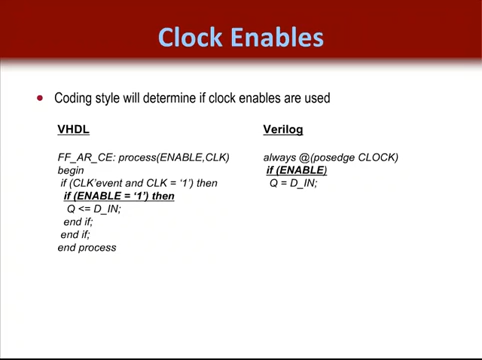 Clock Enables
• Coding style will determine if clock enables are used
VHDL
FF_AR_CE: process(ENABLE,CLK)
begin
if (CLK'event and CLK = '1') then
if (ENABLE = '1') then
Q <= D_IN;
end if;
end if;
end process
Verilog
always @(posedge CLOCK)
if (ENABLE)
Q = D_IN;